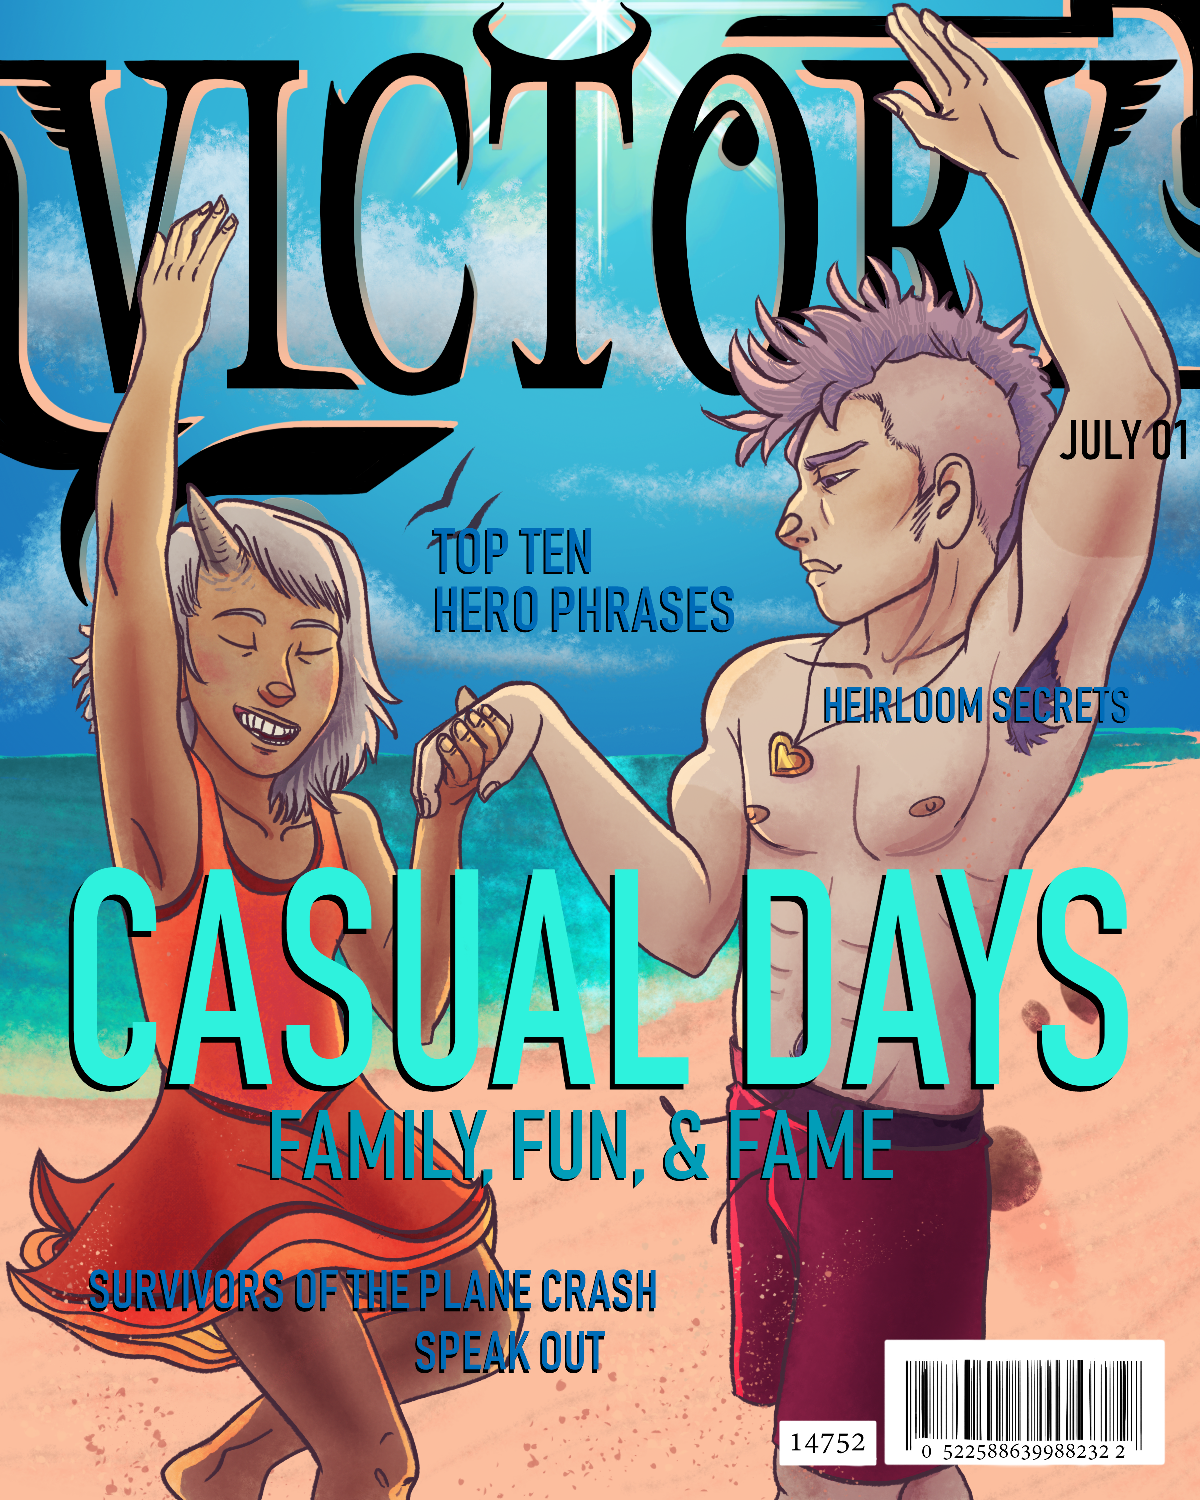 VICTORY
JULY 01
TOP TEN
HERO PHRASES
HEIRLOOM SECRETS
CASUAL DAYS
FAMILY, FUN, & FAME
SURVIVORS OF THE PLANE CRASH
SPEAK OUT
14752
0 522588639988232 2